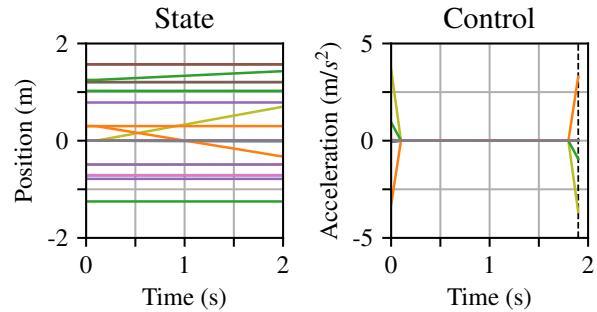 State
Position (m)
2
0
-2
0
1
2
Time (s)
Control
Acceleration (m/s²)
5
0
-5
0
1
2
Time (s)